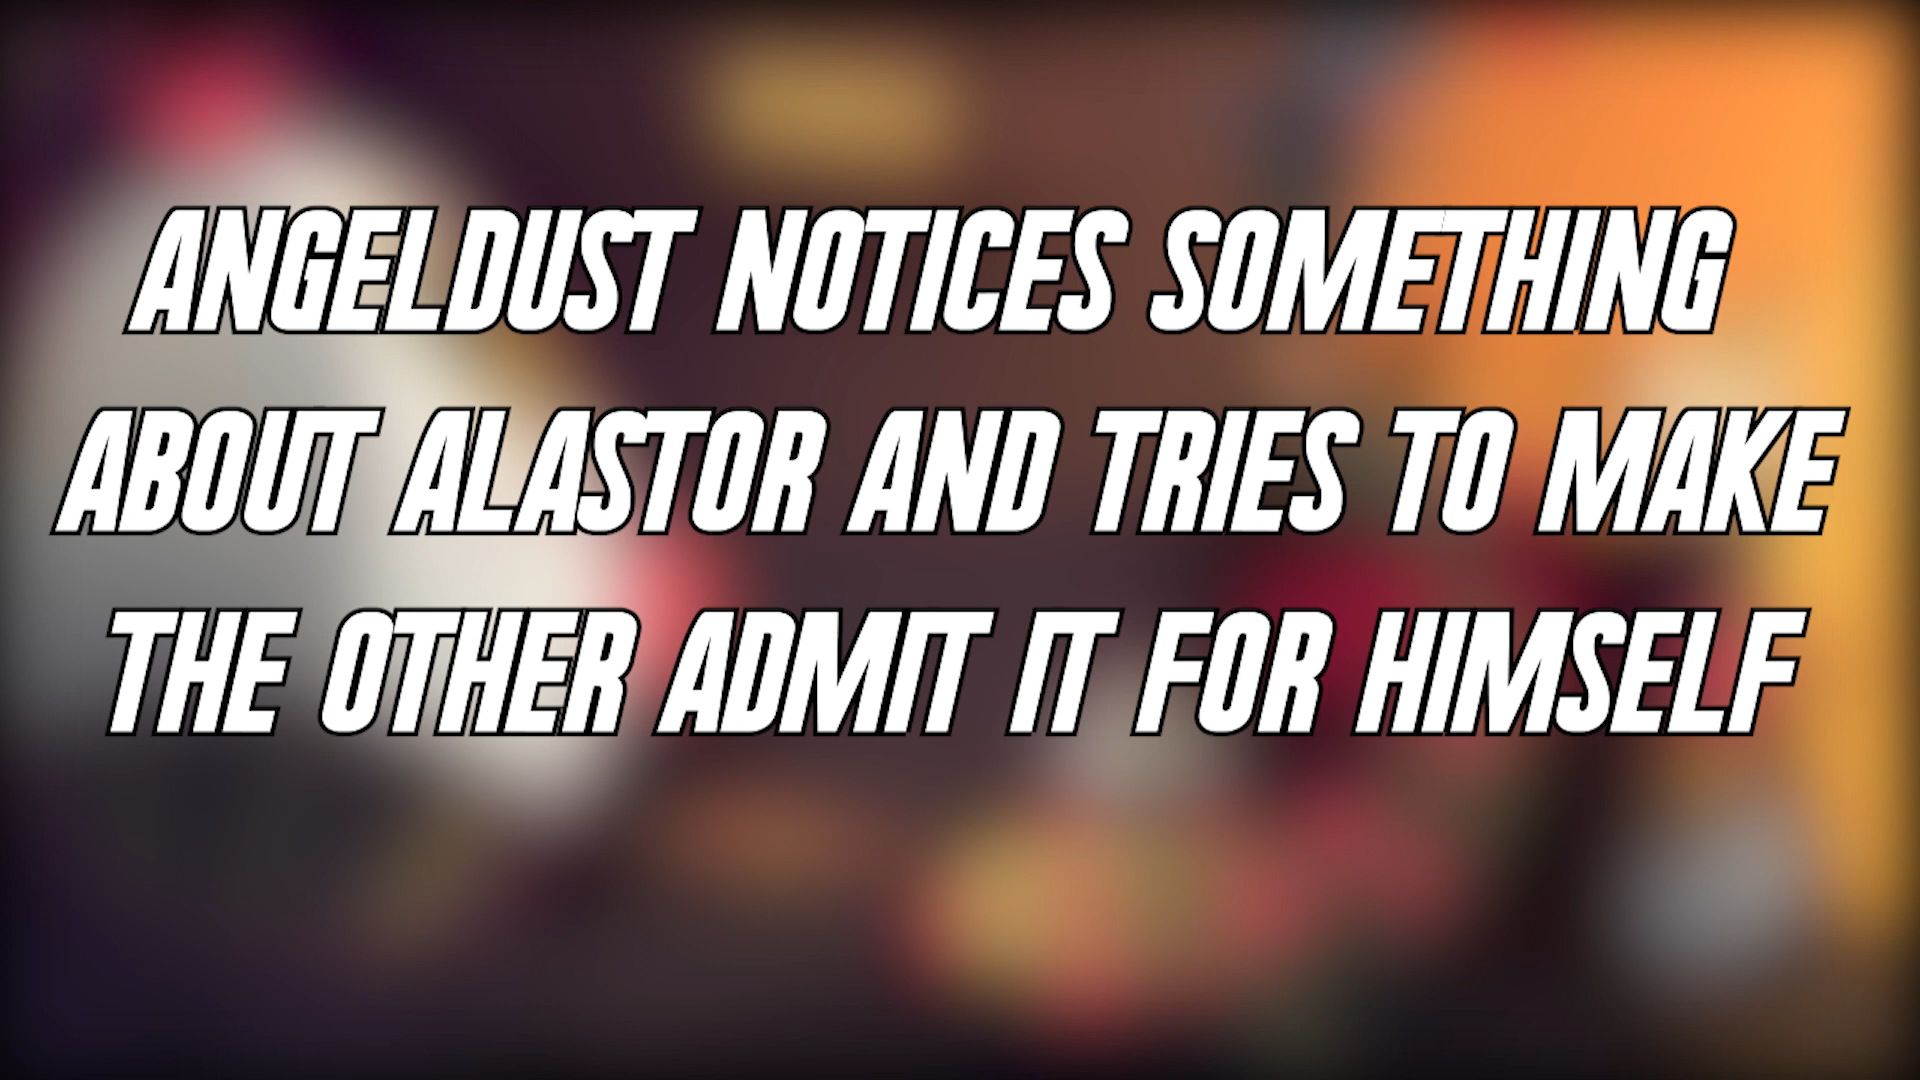 ANGELDUST NOTICES SOMETHING
ABOUT ALASTOR AND TRIES TO MAKE
THE OTHER ADMIT IT FOR HIMSELF